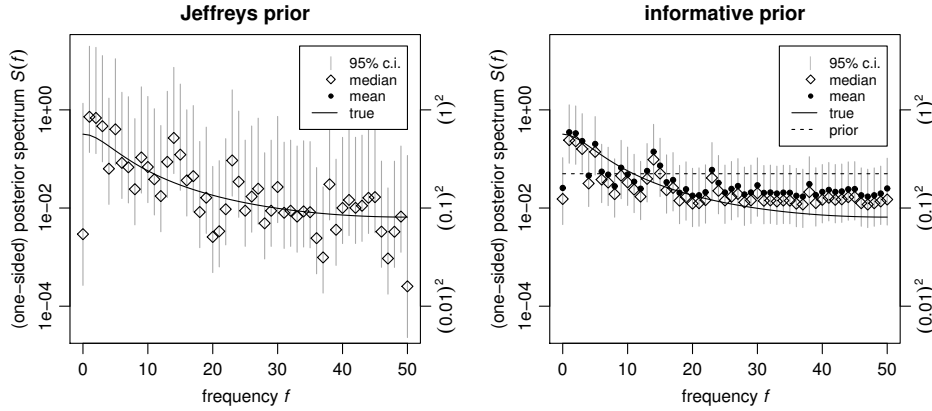 Jeffreys prior
(one-sided) posterior spectrum S(f)
1e-04
1e-02
1e+00
95% c.i.
median
mean
true
(0.01)²
(0.1)²
(1)²
0 10 20 30 40 50
frequency f
informative prior
(one-sided) posterior spectrum S(f)
1e-04
1e-02
1e+00
95% c.i.
median
mean
true
prior
(0.01)²
(0.1)²
(1)²
0 10 20 30 40 50
frequency f